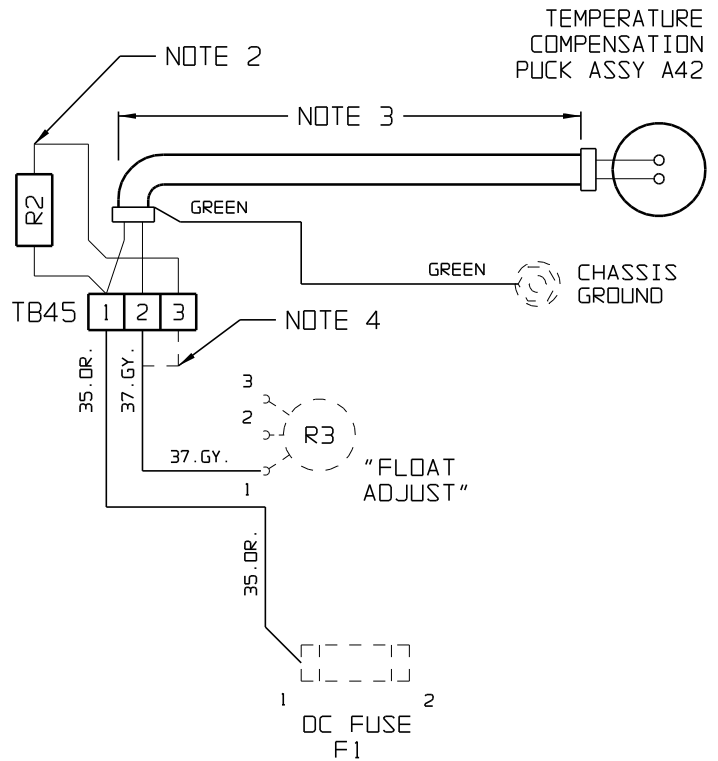 TEMPERATURE
COMPENSATION
PUCK ASSY A42
NOTE 2
NOTE 3
R2
GREEN
GREEN
CHASSIS
GROUND
TB45
1 2 3
NOTE 4
35.OR.
37.GY.
3
2
R3
37.GY.
1
"FLOAT
ADJUST"
35.OR.
1
2
DC FUSE
F1